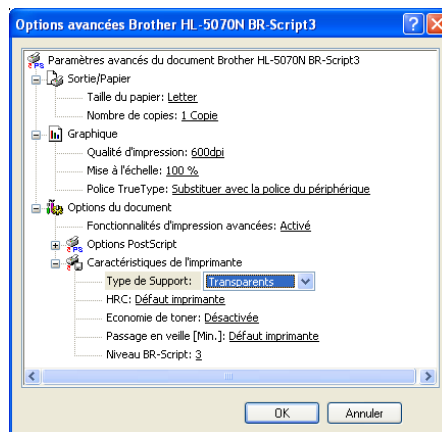 Options avancées Brother HL-5070N BR-Script3
Paramètres avancés du document Brother HL-5070N BR-Script3
Sortie/Papier
Taille du papier: Letter
Nombre de copies: 1 Copie
Graphique
Qualité d'impression: 600dpi
Mise à l'échelle: 100 %
Police TrueType: Substituer avec la police du périphérique
Options du document
Fonctionnalités d'impression avancées: Activé
Options PostScript
Caractéristiques de l'imprimante
Type de Support: Transparents
HRC: Défaut imprimante
Economie de toner: Désactivée
Passage en veille [Min.]: Défaut imprimante
Niveau BR-Script: 3
OK Annuler